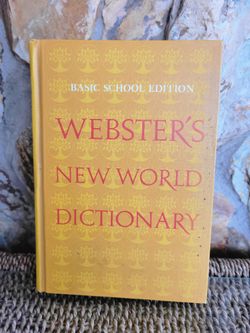 BASIC SCHOOL EDITION
WEBSTER'S
NEW WORLD
DICTIONARY